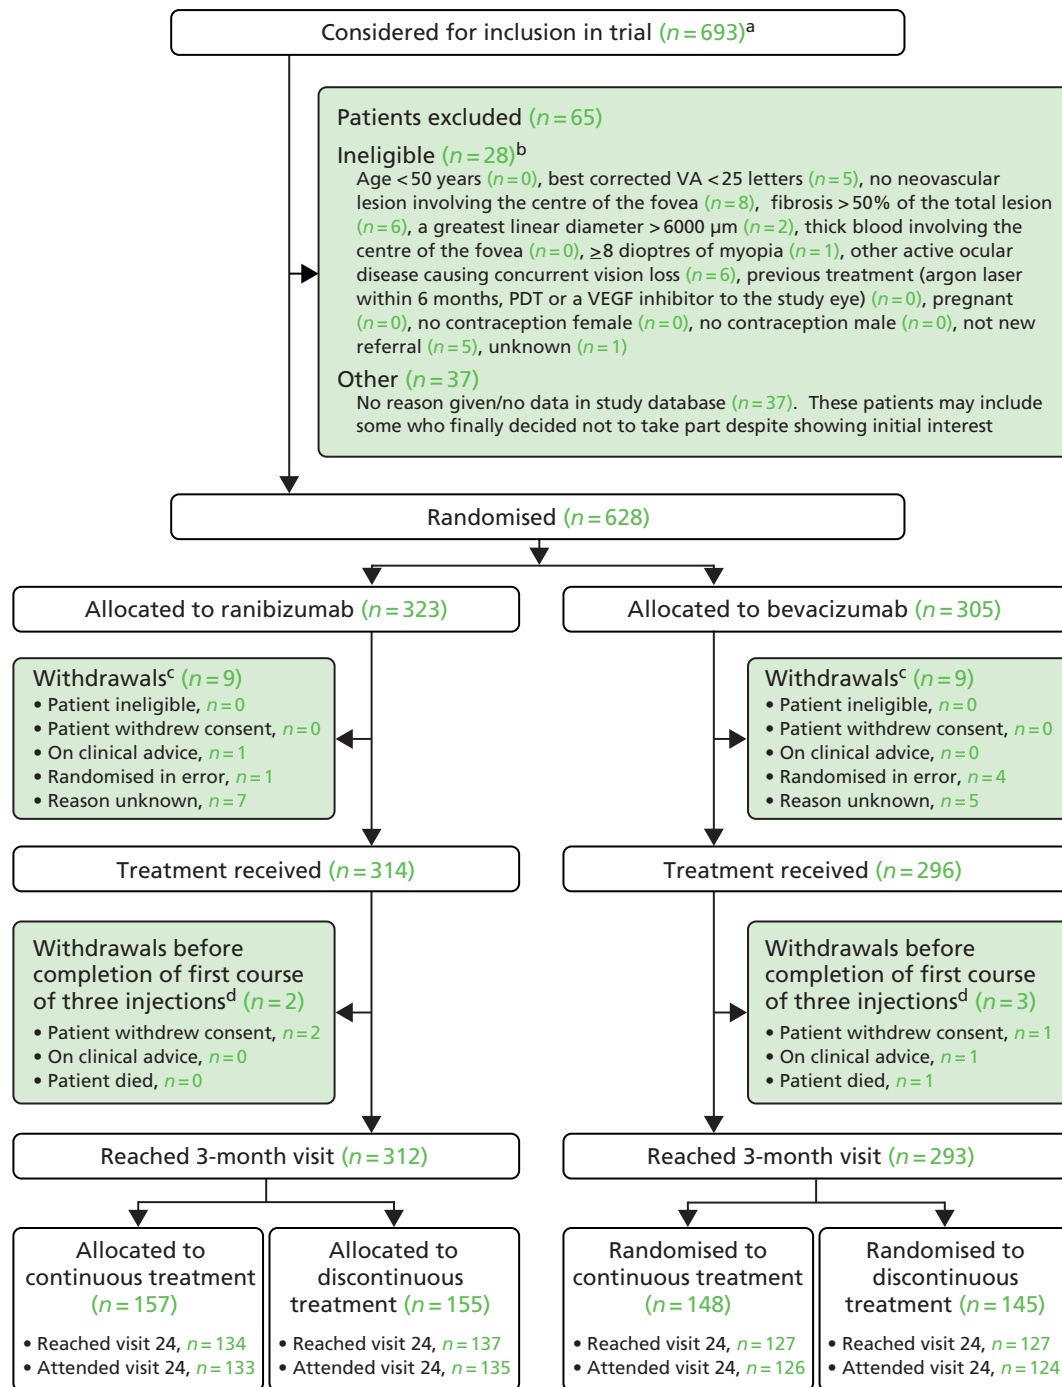 Considered for inclusion in trial (n=693)a
Patients excluded (n=65)
Ineligible (n=28)b
Age <50 years (n=0), best corrected VA <25 letters (n=5), no neovascular
lesion involving the centre of the fovea (n=8), fibrosis >50% of the total lesion
(n=6), a greatest linear diameter >6000 µm (n=2), thick blood involving the
centre of the fovea (n=0), ≥8 dioptres of myopia (n=1), other active ocular
disease causing concurrent vision loss (n=6), previous treatment (argon laser
within 6 months, PDT or a VEGF inhibitor to the study eye) (n=0), pregnant
(n=0), no contraception female (n=0), no contraception male (n=0), not new
referral (n=5), unknown (n=1)
Other (n=37)
No reason given/no data in study database (n=37). These patients may include
some who finally decided not to take part despite showing initial interest
Randomised (n=628)
Allocated to ranibizumab (n=323)
Allocated to bevacizumab (n=305)
Withdrawalsc (n=9)
• Patient ineligible, n=0
• Patient withdrew consent, n=0
• On clinical advice, n=1
• Randomised in error, n=1
• Reason unknown, n=7
Withdrawalsc (n=9)
• Patient ineligible, n=0
• Patient withdrew consent, n=0
• On clinical advice, n=0
• Randomised in error, n=4
• Reason unknown, n=5
Treatment received (n=314)
Treatment received (n=296)
Withdrawals before
completion of first course
of three injectionsd (n=2)
• Patient withdrew consent, n=2
• On clinical advice, n=0
• Patient died, n=0
Withdrawals before
completion of first course
of three injectionsd (n=3)
• Patient withdrew consent, n=1
• On clinical advice, n=1
• Patient died, n=1
Reached 3-month visit (n=312)
Reached 3-month visit (n=293)
Allocated to
continuous treatment
(n=157)
• Reached visit 24, n=134
• Attended visit 24, n=133
Allocated to
discontinuous
treatment (n=155)
• Reached visit 24, n=137
• Attended visit 24, n=135
Randomised to
continuous treatment
(n=148)
• Reached visit 24, n=127
• Attended visit 24, n=126
Randomised to
discontinuous
treatment (n=145)
• Reached visit 24, n=127
• Attended visit 24, n=124